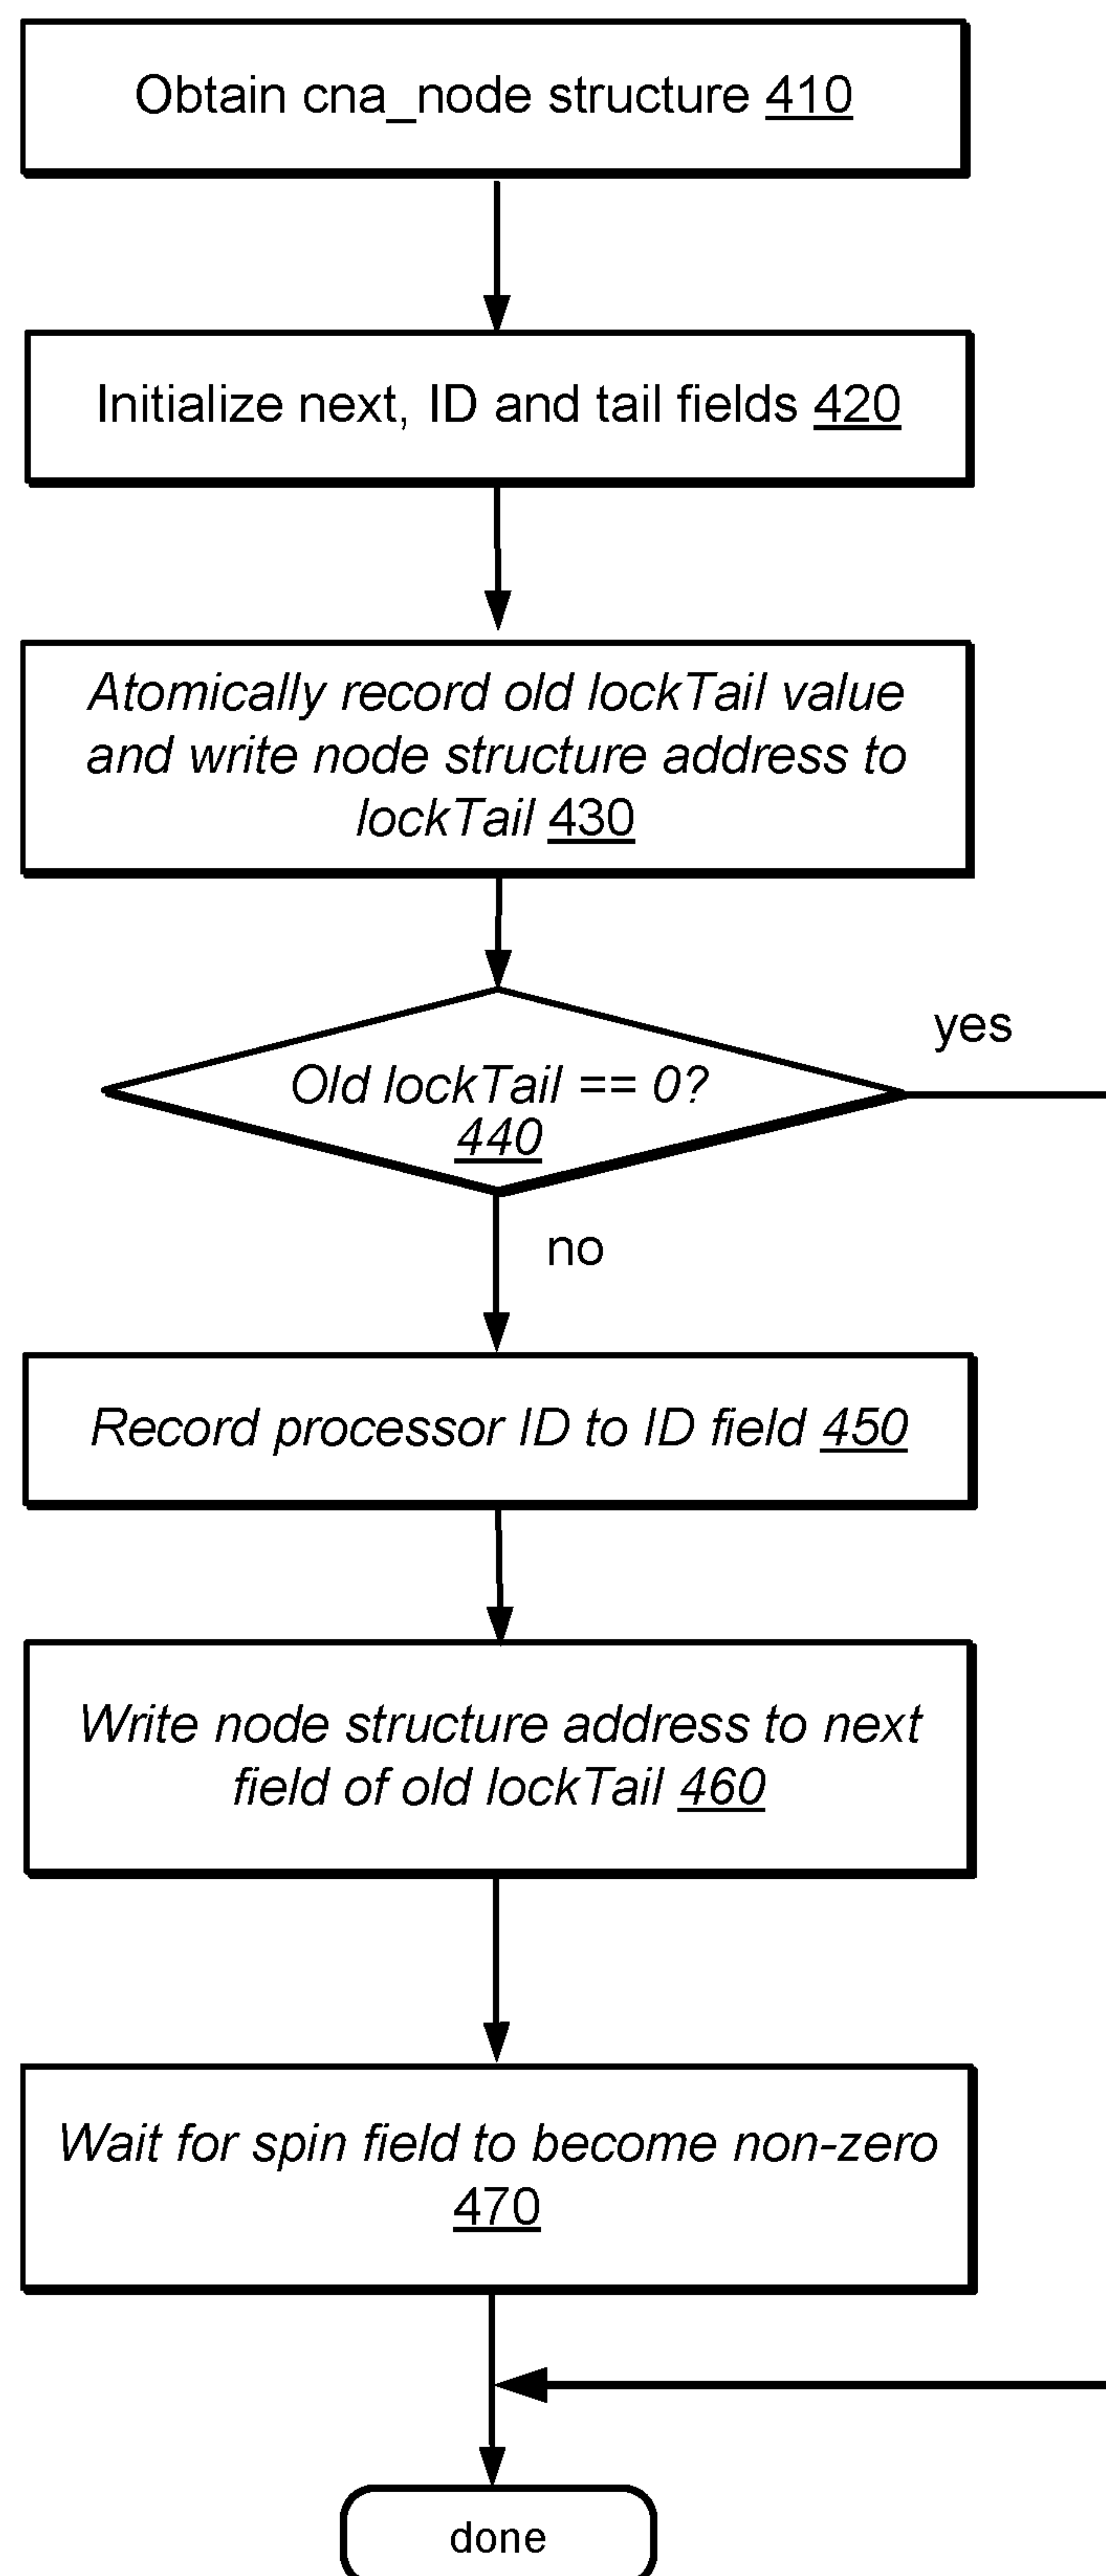 Obtain cna_node structure 410
Initialize next, ID and tail fields 420
Atomically record old lockTail value
and write node structure address to
lockTail 430
Old lockTail == 0?
440
yes
no
Record processor ID to ID field 450
Write node structure address to next
field of old lockTail 460
Wait for spin field to become non-zero
470
done